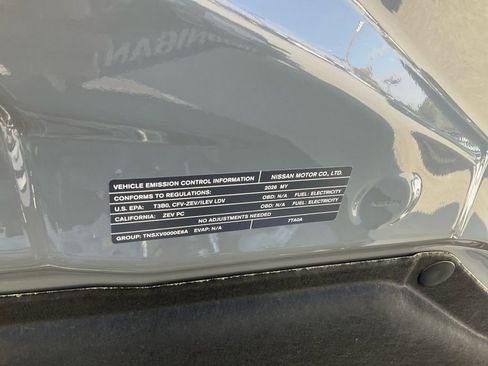 VEHICLE EMISSION CONTROL INFORMATION NISSAN MOTOR CO., LTD.
CONFORMS TO REGULATIONS: 2026 MY
U.S. EPA: T3B0, CFV-ZEV/ILEV LDV OBD: N/A FUEL: ELECTRICITY
CALIFORNIA: ZEV PC OBD: N/A FUEL: ELECTRICITY
NO ADJUSTMENTS NEEDED
GROUP: TNSXV0000E6A EVAP: N/A 7TA0A